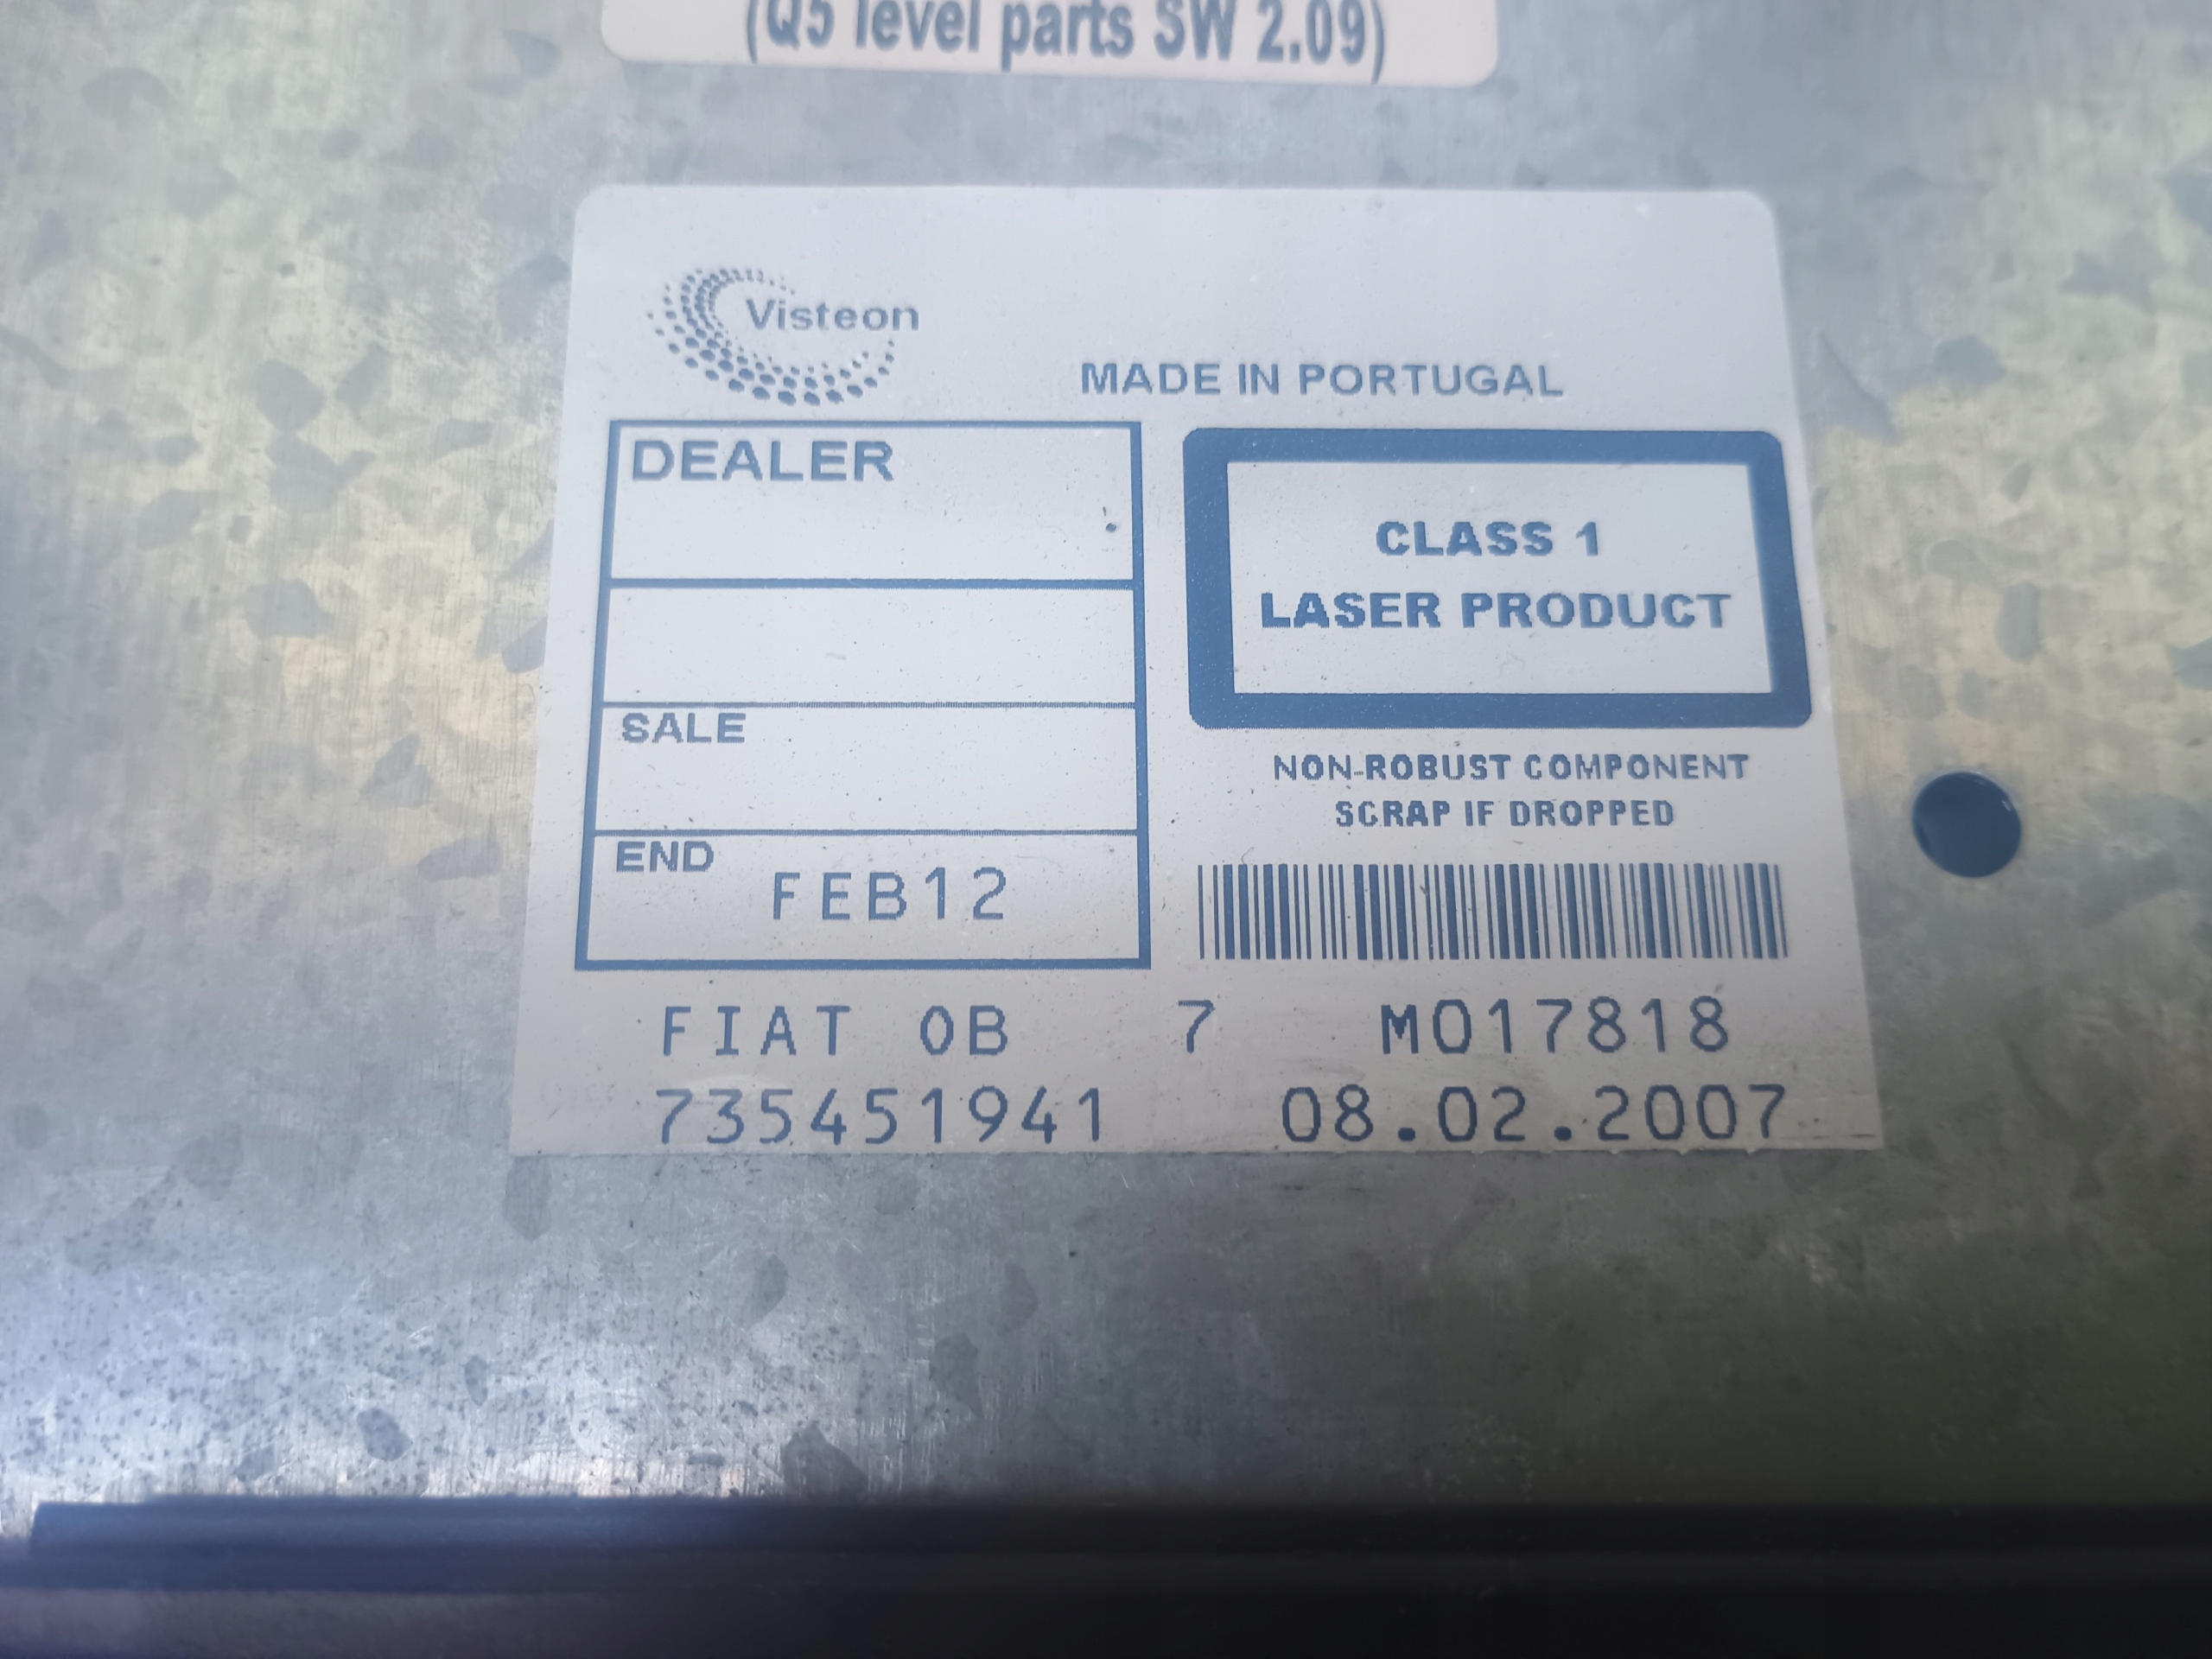 (Q5 level parts SW 2.09)
Visteon
MADE IN PORTUGAL
DEALER
SALE
END
FEB12
CLASS 1
LASER PRODUCT
NON-ROBUST COMPONENT
SCRAP IF DROPPED
FIAT 0B 7 M017818
735451941 08.02.2007